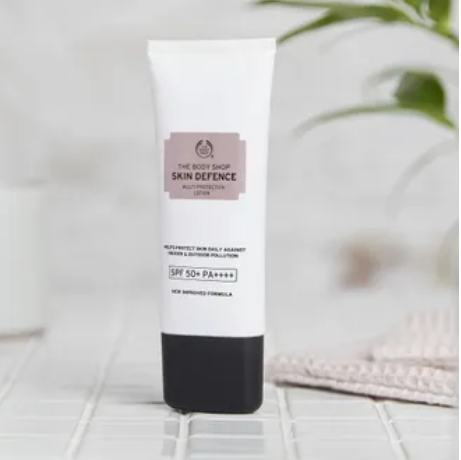 THE BODY SHOP
SKIN DEFENCE
MULTI-PROTECTION
LOTION
HELPS PROTECT SKIN DAILY AGAINST
INDOOR & OUTDOOR POLLUTION
SPF 50+ PA++++
NEW IMPROVED FORMULA